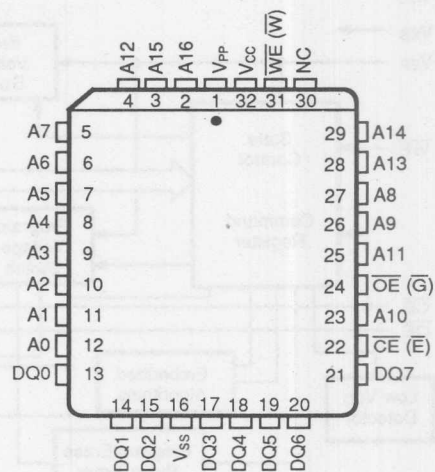 A12 A15 A16 VPP VCC WE (W) NC
4 3 2 1 32 31 30
A7 5 29 A14
A6 6 28 A13
A5 7 27 A8
A4 8 26 A9
A3 9 25 A11
A2 10 24 OE (G)
A1 11 23 A10
A0 12 22 CE (E)
DQ0 13 21 DQ7
14 15 16 17 18 19 20
DQ1 DQ2 VSS DQ3 DQ4 DQ5 DQ6